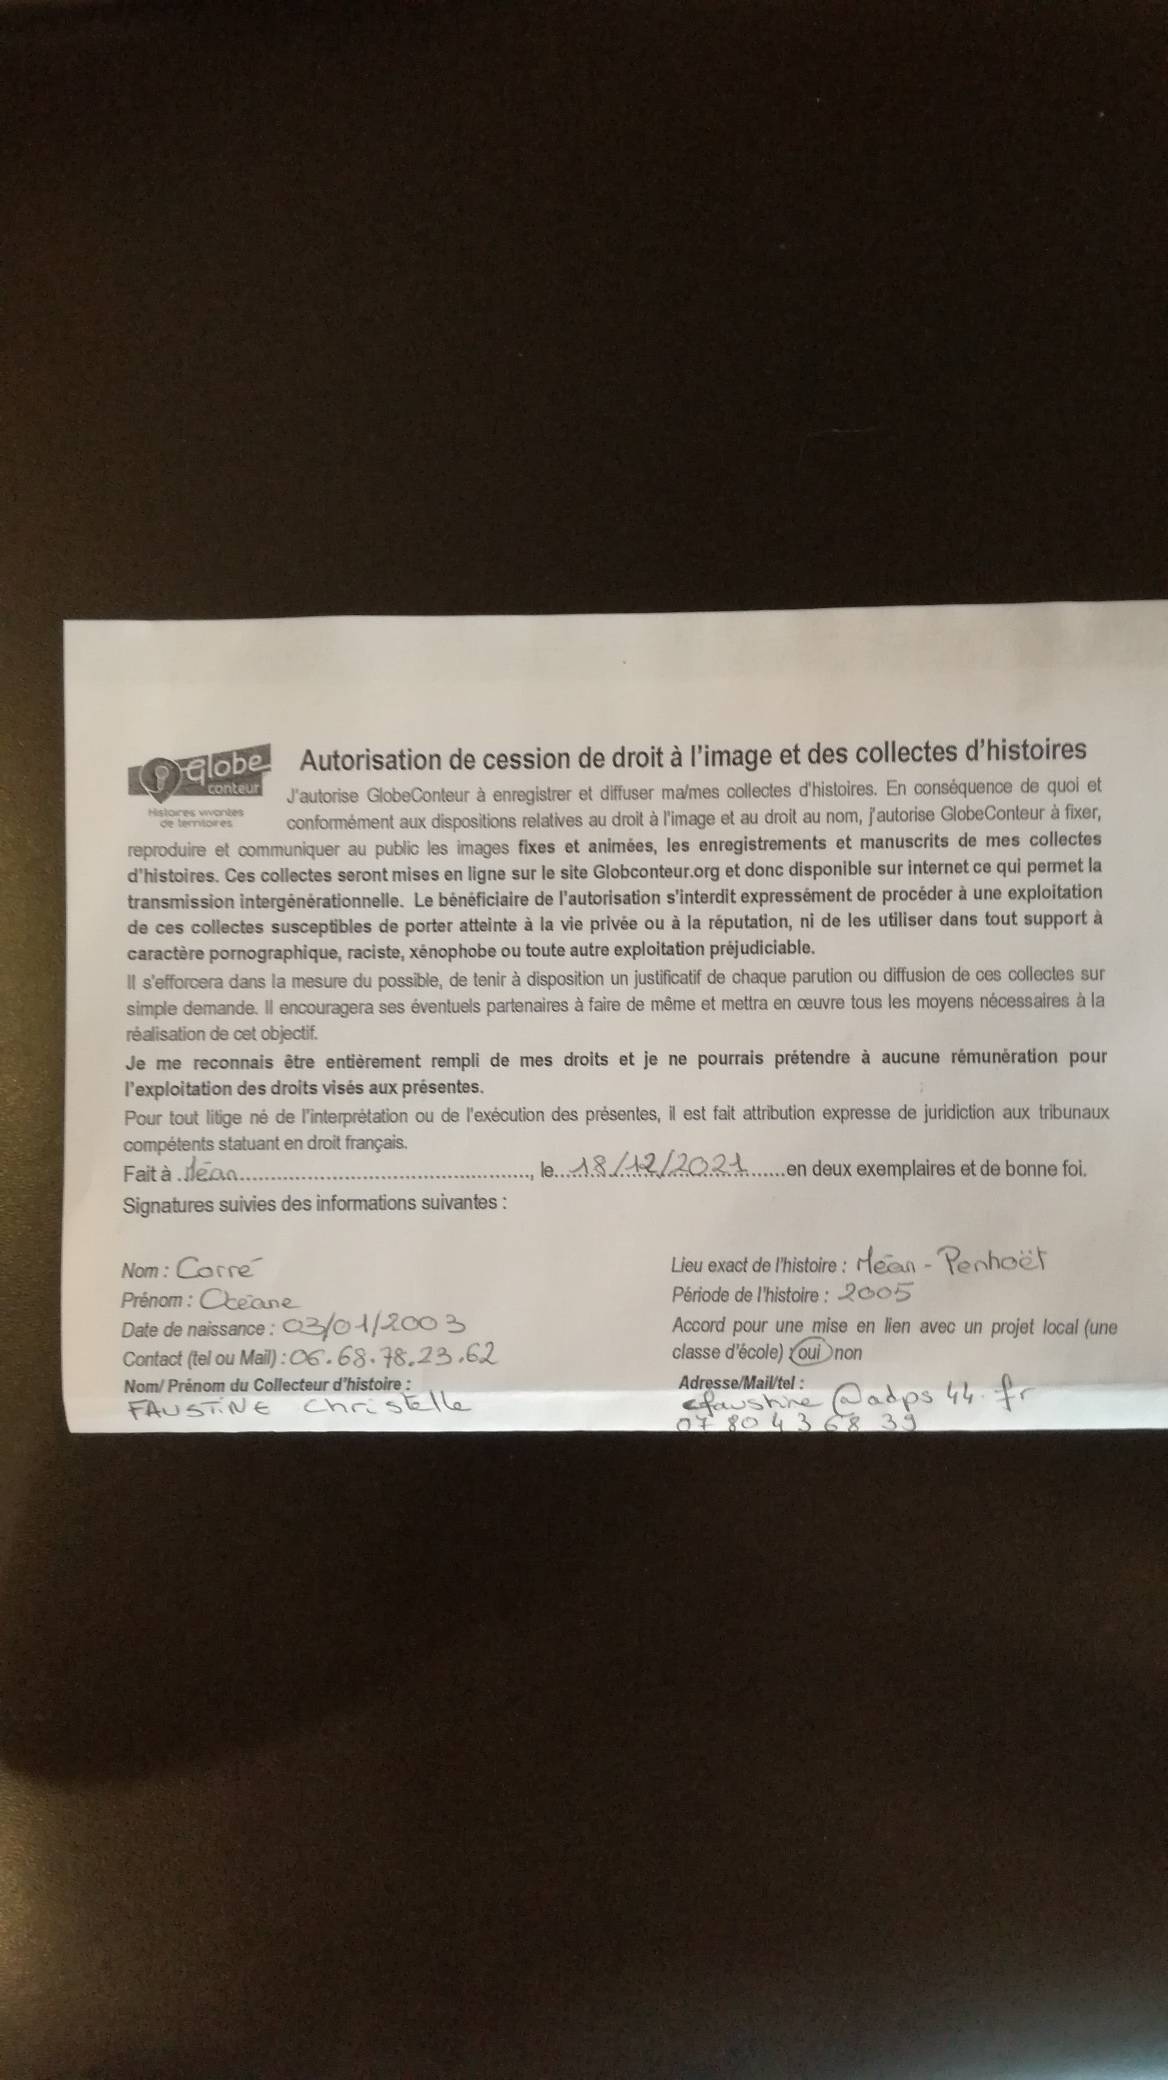 Globe
conteur
Histoires vivantes
de territoires
Autorisation de cession de droit à l'image et des collectes d'histoires
J'autorise GlobeConteur à enregistrer et diffuser ma/mes collectes d'histoires. En conséquence de quoi et
conformément aux dispositions relatives au droit à l'image et au droit au nom, j'autorise GlobeConteur à fixer,
reproduire et communiquer au public les images fixes et animées, les enregistrements et manuscrits de mes collectes
d'histoires. Ces collectes seront mises en ligne sur le site Globconteur.org et donc disponible sur internet ce qui permet la
transmission intergénérationnelle. Le bénéficiaire de l'autorisation s'interdit expressément de procéder à une exploitation
de ces collectes susceptibles de porter atteinte à la vie privée ou à la réputation, ni de les utiliser dans tout support à
caractère pornographique, raciste, xénophobe ou toute autre exploitation préjudiciable.
Il s'efforcera dans la mesure du possible, de tenir à disposition un justificatif de chaque parution ou diffusion de ces collectes sur
simple demande. Il encouragera ses éventuels partenaires à faire de même et mettra en œuvre tous les moyens nécessaires à la
réalisation de cet objectif.
Je me reconnais être entièrement rempli de mes droits et je ne pourrais prétendre à aucune rémunération pour
l'exploitation des droits visés aux présentes.
Pour tout litige né de l'interprétation ou de l'exécution des présentes, il est fait attribution expresse de juridiction aux tribunaux
compétents statuant en droit français.
Fait à Méan, le 18/12/2021 en deux exemplaires et de bonne foi.
Signatures suivies des informations suivantes :
Nom : Corré
Prénom : Océane
Date de naissance : 03/01/2003
Contact (tel ou Mail) : 06.68.78.23.62
Nom/ Prénom du Collecteur d'histoire :
FAUSTINE Christelle
Lieu exact de l'histoire : Méan - Penhoët
Période de l'histoire : 2005
Accord pour une mise en lien avec un projet local (une
classe d'école) : oui non
Adresse/Mail/tel :
cfaustine@adps44.fr
07 80 43 68 39